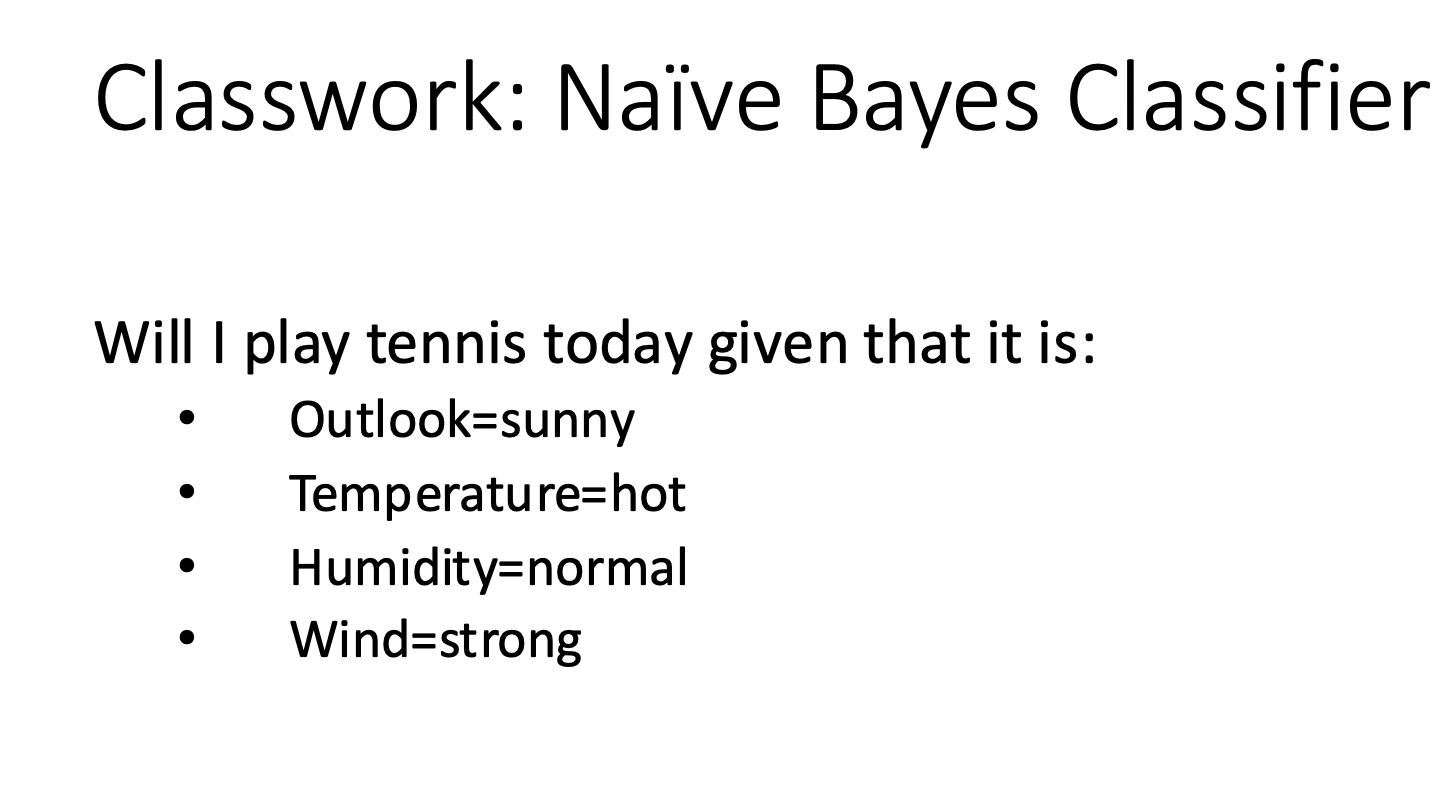 Classwork: Naïve Bayes Classifier
Will I play tennis today given that it is:
• Outlook=sunny
• Temperature=hot
• Humidity=normal
• Wind=strong